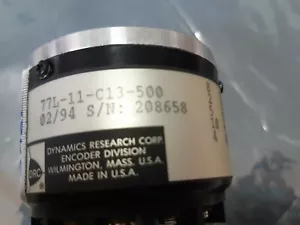 77L-11-C13-500
02/94 S/N: 208658
DRC
DYNAMICS RESEARCH CORP.
ENCODER DIVISION
WILMINGTON, MASS. U.S.A.
MADE IN U.S.A.